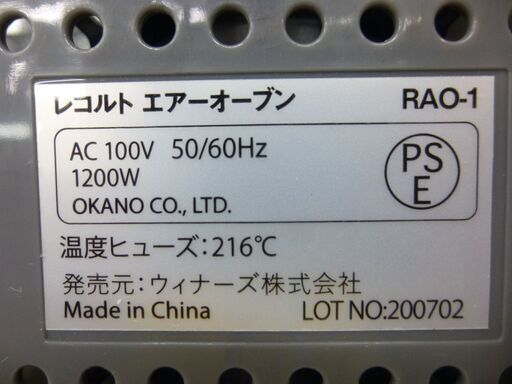 レコルト エアーオーブン RAO-1
AC 100V 50/60Hz
1200W
OKANO CO., LTD.
PS
E
温度ヒューズ:216℃
発売元:ウィナーズ株式会社
Made in China LOT NO:200702